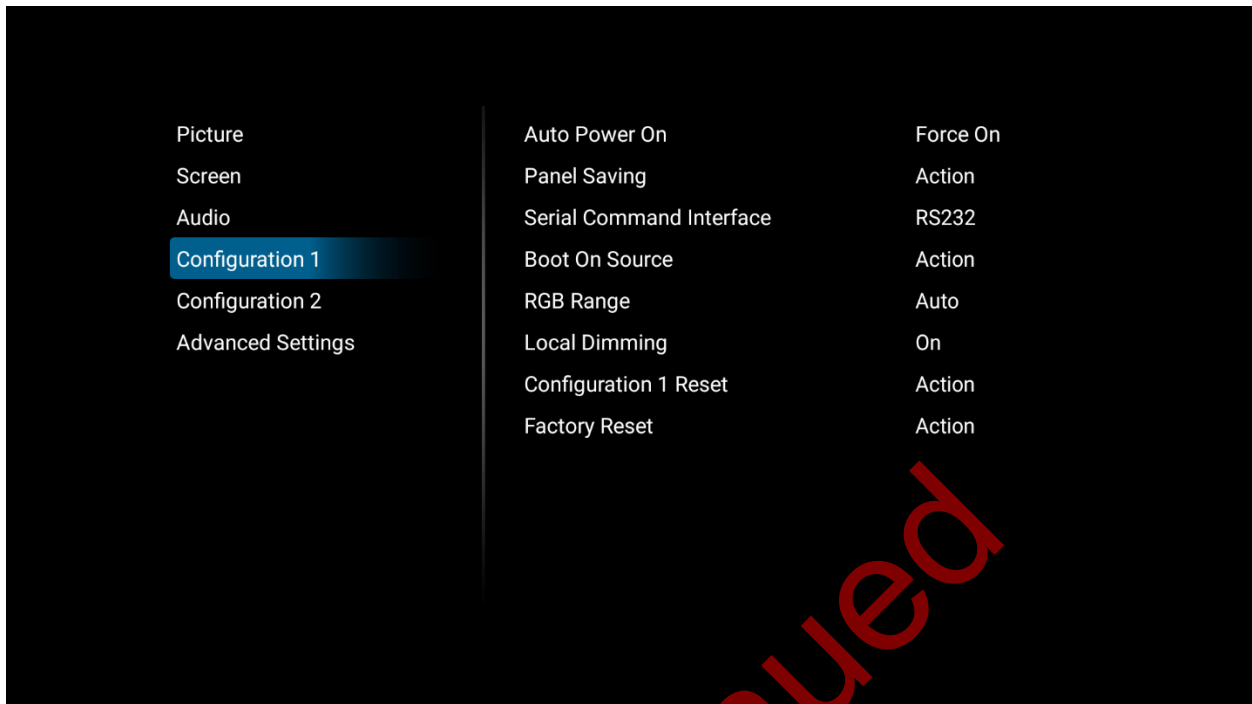 Picture
Screen
Audio
Configuration 1
Configuration 2
Advanced Settings
Auto Power On Force On
Panel Saving Action
Serial Command Interface RS232
Boot On Source Action
RGB Range Auto
Local Dimming On
Configuration 1 Reset Action
Factory Reset Action
ued